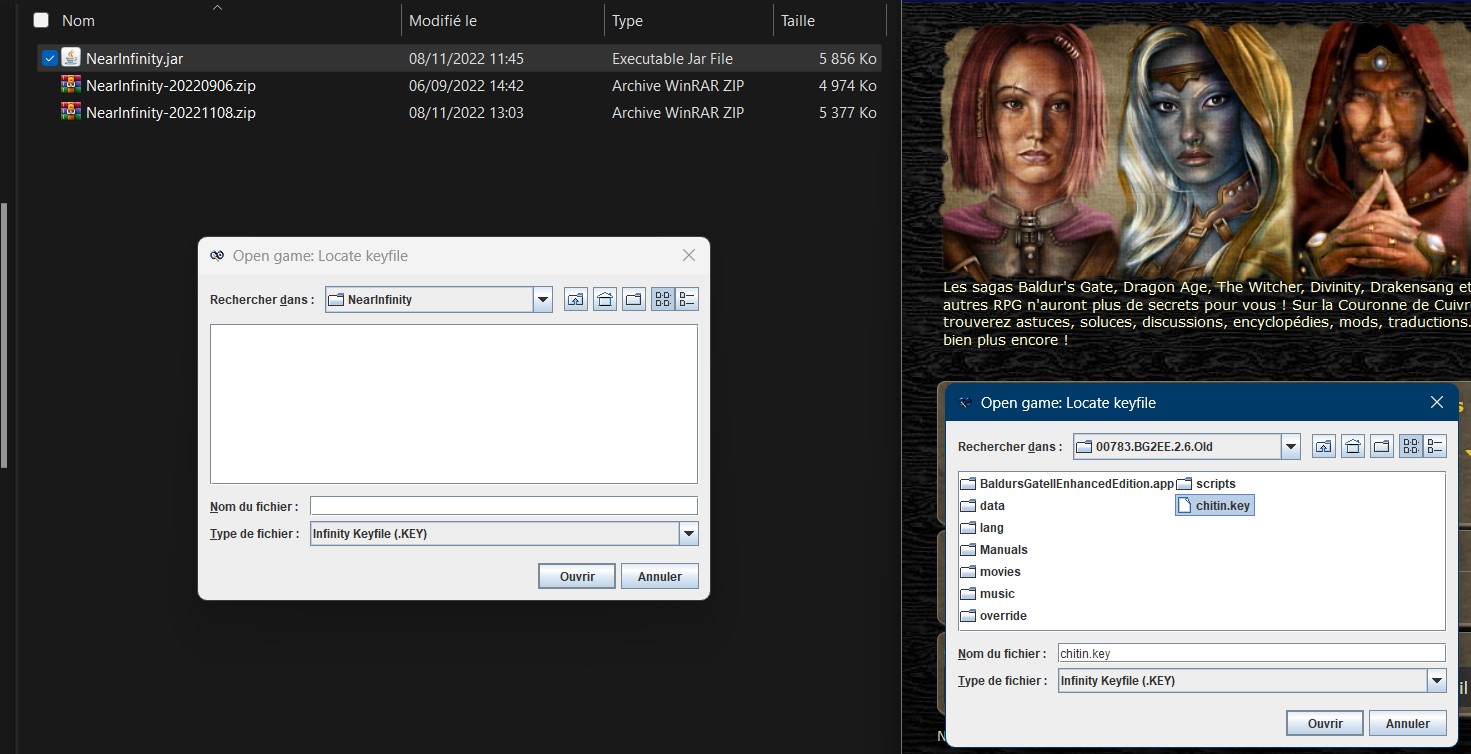 Nom Modifié le Type Taille
NearInfinity.jar 08/11/2022 11:45 Executable Jar File 5 856 Ko
NearInfinity-20220906.zip 06/09/2022 14:42 Archive WinRAR ZIP 4 974 Ko
NearInfinity-20221108.zip 08/11/2022 13:03 Archive WinRAR ZIP 5 377 Ko
Open game: Locate keyfile
Rechercher dans : NearInfinity
Nom du fichier :
Type de fichier : Infinity Keyfile (.KEY)
Ouvrir Annuler
Les sagas Baldur's Gate, Dragon Age, The Witcher, Divinity, Drakensang et
autres RPG n'auront plus de secrets pour vous ! Sur la Couronne de Cuivr
trouverez astuces, soluces, discussions, encyclopédies, mods, traductions.
bien plus encore !
Open game: Locate keyfile
Rechercher dans : 00783.BG2EE.2.6.Old
BaldursGateIIEnhancedEdition.app scripts
data chitin.key
lang
Manuals
movies
music
override
Nom du fichier : chitin.key
Type de fichier : Infinity Keyfile (.KEY)
Ouvrir Annuler
s
il
N